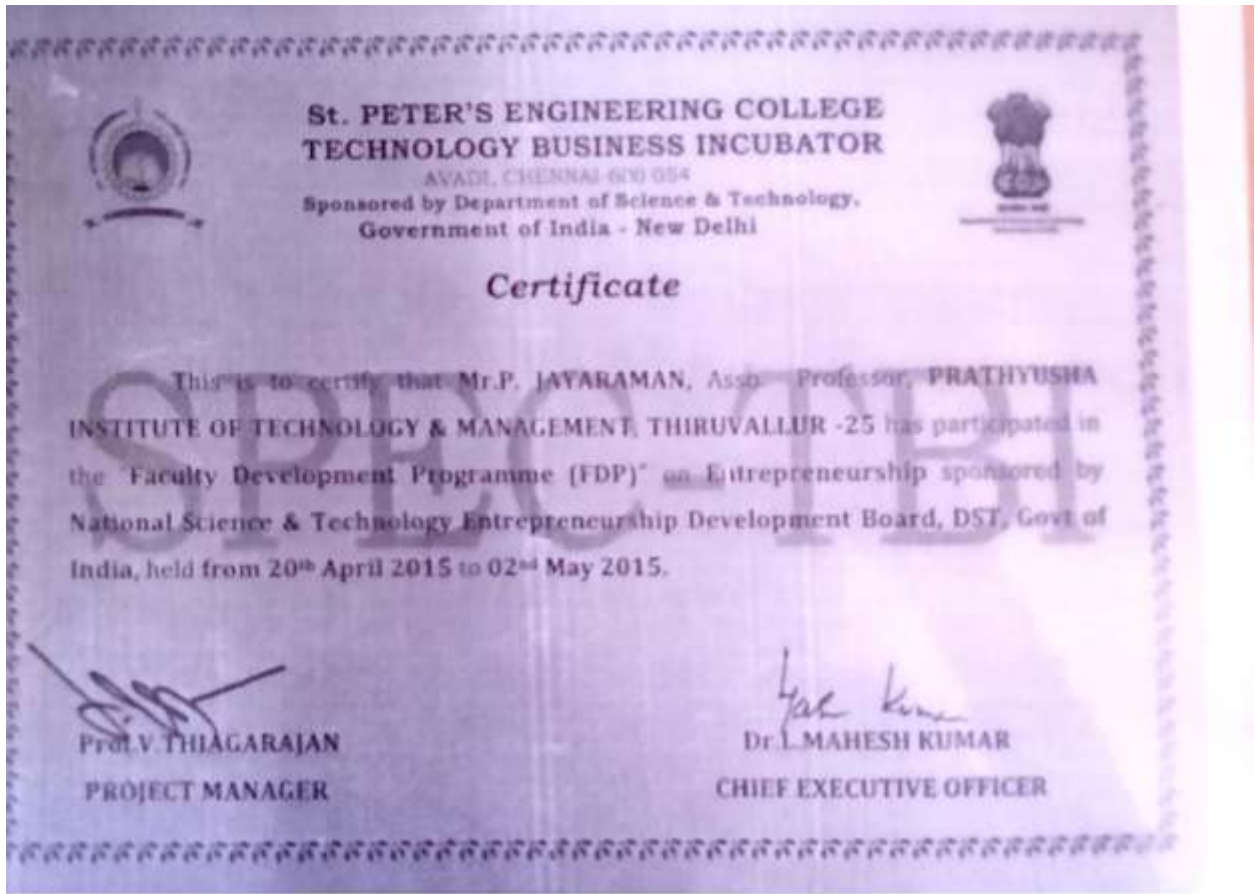 St. PETER'S ENGINEERING COLLEGE
TECHNOLOGY BUSINESS INCUBATOR
AVADI, CHENNAI-600 054
Sponsored by Department of Science & Technology,
Government of India - New Delhi
Certificate
This is to certify that Mr.P. JAYARAMAN, Asso. Professor, PRATHYUSHA
INSTITUTE OF TECHNOLOGY & MANAGEMENT, THIRUVALLUR -25 has participated in
the "Faculty Development Programme (FDP)" on Entrepreneurship sponsored by
National Science & Technology Entrepreneurship Development Board, DST, Govt of
India, held from 20th April 2015 to 02nd May 2015.
SPEC-TBI
Prof.V.THIAGARAJAN
Dr.L.MAHESH KUMAR
PROJECT MANAGER
CHIEF EXECUTIVE OFFICER